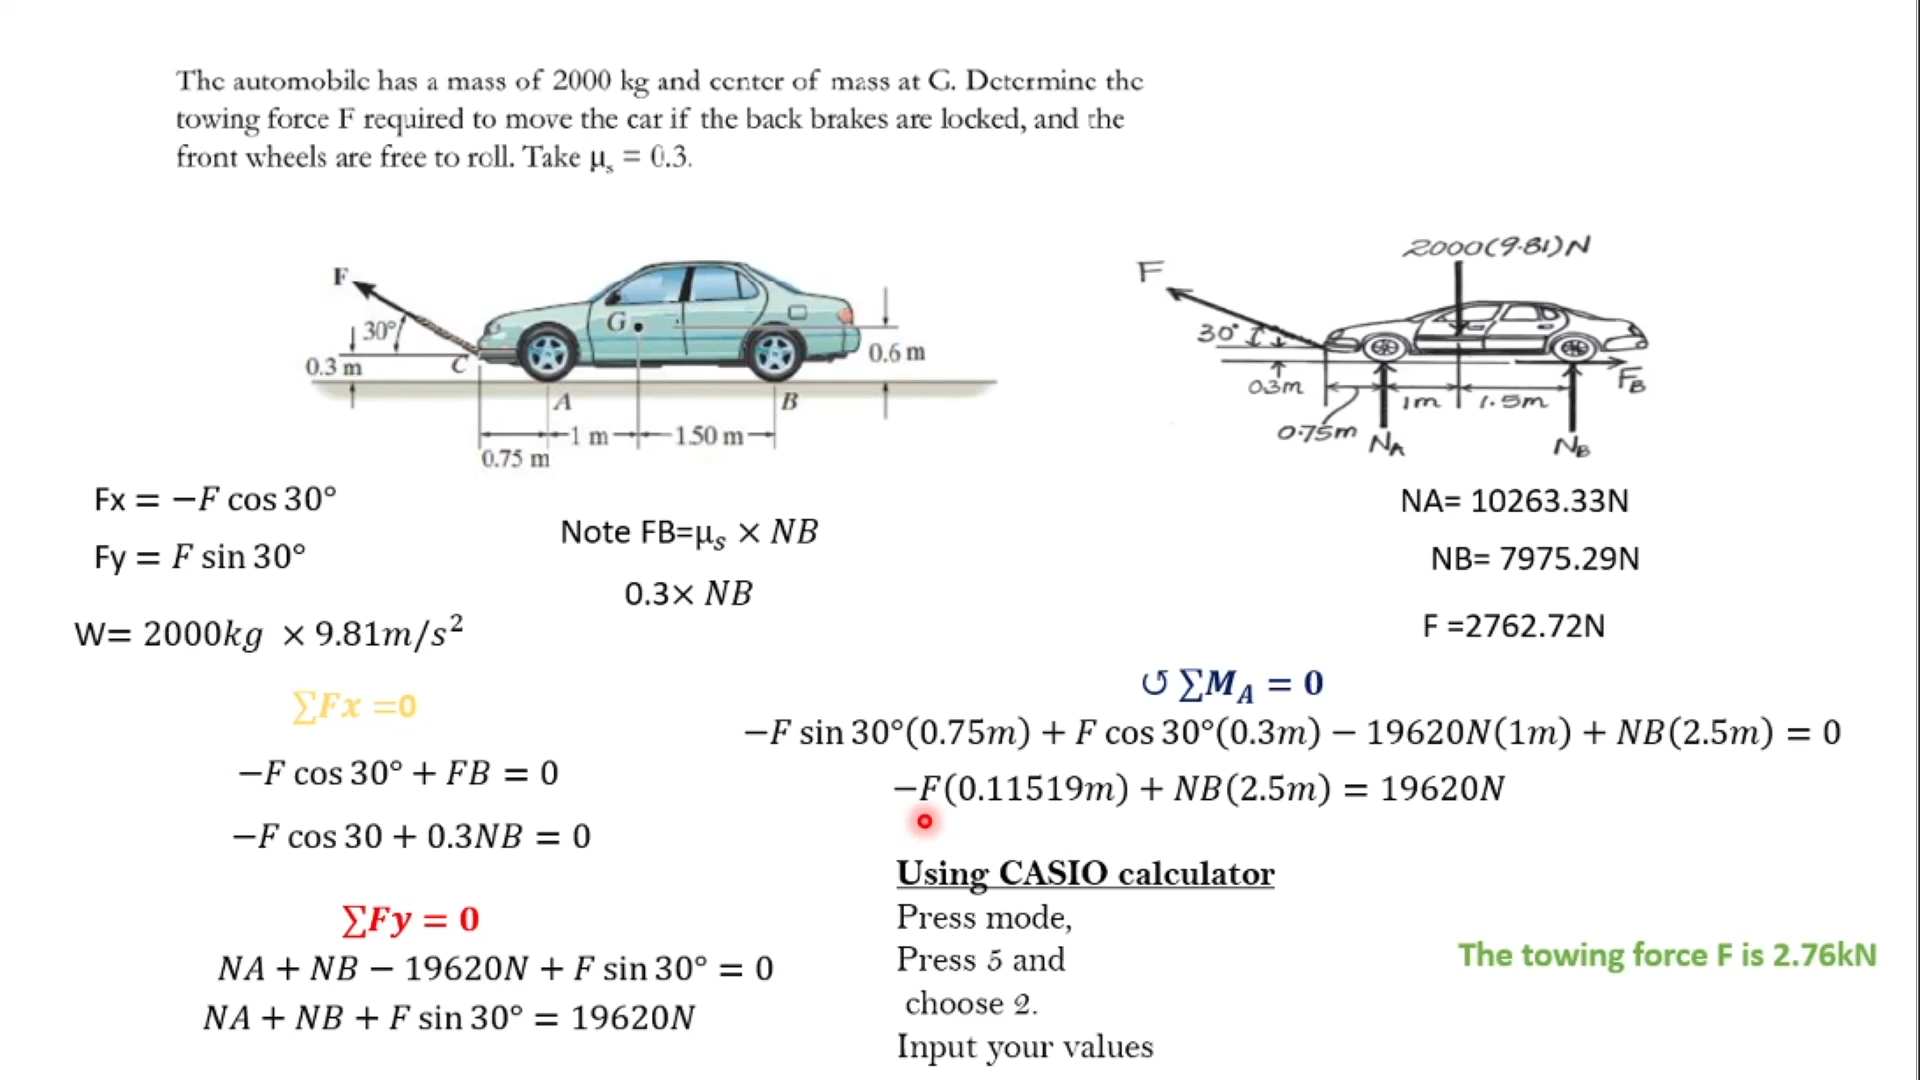 The automobile has a mass of 2000 kg and center of mass at G. Determine the
towing force F required to move the car if the back brakes are locked, and the
front wheels are free to roll. Take μₛ = 0.3.
F
30°
0.3 m
C
G
A
B
0.6 m
1 m
1.50 m
0.75 m
2000(9.81)N
F
30°
0.3m
0.75m
1m
1.5m
NA
NB
FB
Fx = −F cos 30°
Fy = F sin 30°
W= 2000kg × 9.81m/s²
Note FB=μₛ × NB
0.3× NB
NA= 10263.33N
NB= 7975.29N
F =2762.72N
∑Fx =0
−F cos 30° + FB = 0
−F cos 30 + 0.3NB = 0
∑Fy = 0
NA + NB − 19620N + F sin 30° = 0
NA + NB + F sin 30° = 19620N
↺ ∑M_A = 0
−F sin 30°(0.75m) + F cos 30°(0.3m) − 19620N(1m) + NB(2.5m) = 0
−F(0.11519m) + NB(2.5m) = 19620N
Using CASIO calculator
Press mode,
Press 5 and
choose 2.
Input your values
The towing force F is 2.76kN